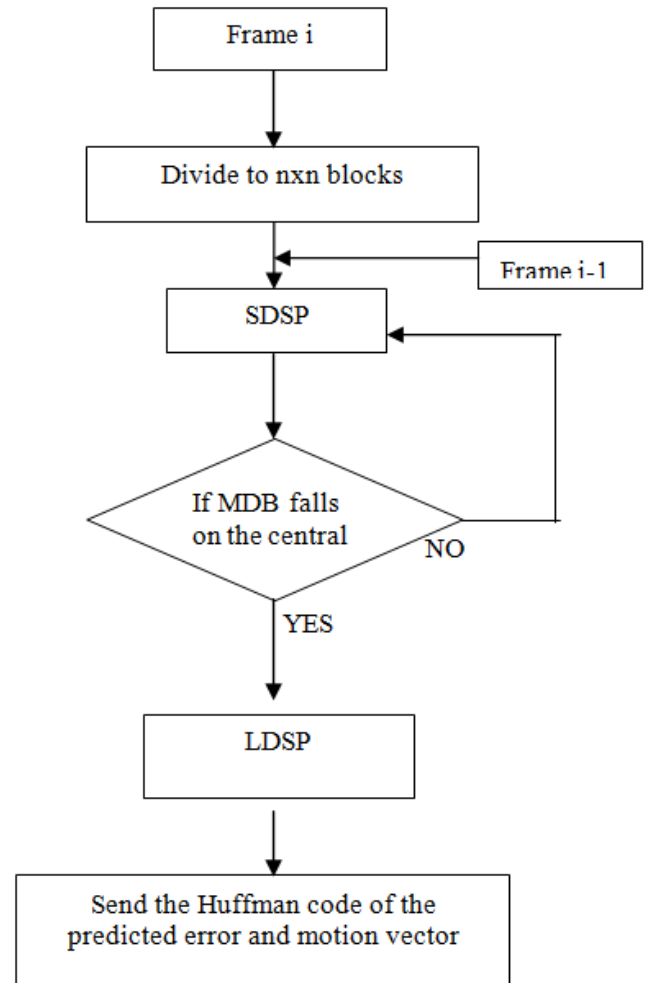 Frame i
Divide to nxn blocks
Frame i-1
SDSP
If MDB falls
on the central
NO
YES
LDSP
Send the Huffman code of the
predicted error and motion vector